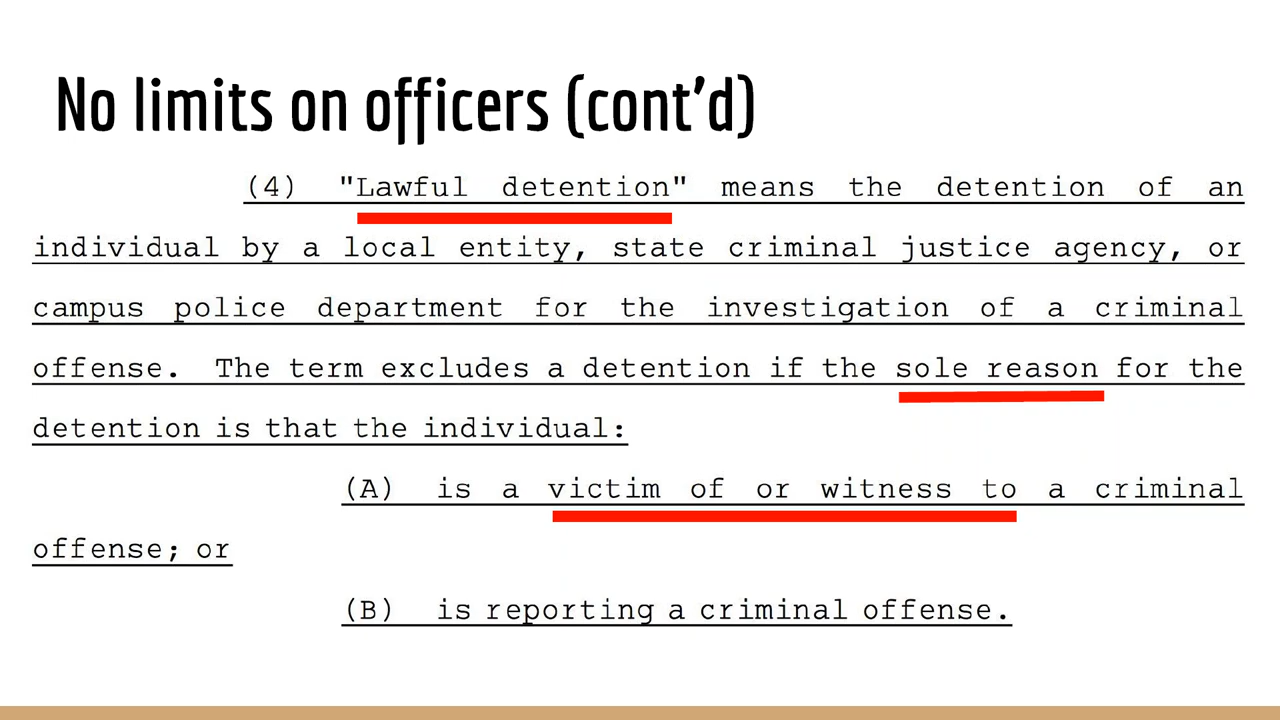 No limits on officers (cont'd)
(4) "Lawful detention" means the detention of an
individual by a local entity, state criminal justice agency, or
campus police department for the investigation of a criminal
offense. The term excludes a detention if the sole reason for the
detention is that the individual:
(A) is a victim of or witness to a criminal
offense; or
(B) is reporting a criminal offense.